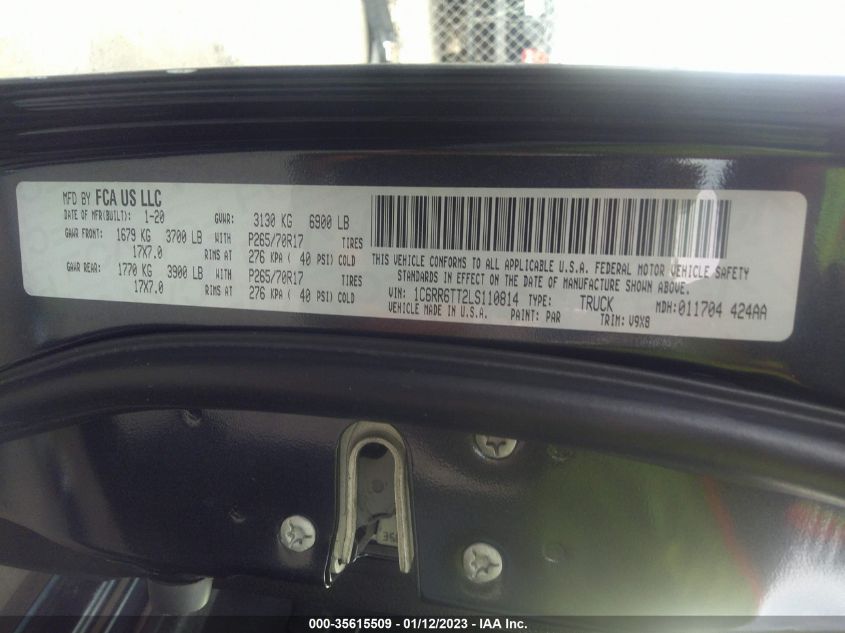 MFD BY FCA US LLC
DATE OF MFR(BUILT): 1-20 GVWR: 3130 KG 6900 LB
GAWR FRONT: 1679 KG 3700 LB WITH P265/70R17 TIRES
17X7.0 RIMS AT 276 KPA ( 40 PSI) COLD
GAWR REAR: 1770 KG 3900 LB WITH P265/70R17 TIRES
17X7.0 RIMS AT 276 KPA ( 40 PSI) COLD
THIS VEHICLE CONFORMS TO ALL APPLICABLE U.S.A. FEDERAL MOTOR VEHICLE SAFETY
STANDARDS IN EFFECT ON THE DATE OF MANUFACTURE SHOWN ABOVE.
VIN: 1C6RR6TT2LS110814 TYPE: TRUCK MDH:011704 424AA
VEHICLE MADE IN U.S.A. PAINT: PAR TRIM: V9X8
000-35615509 - 01/12/2023 - IAA Inc.